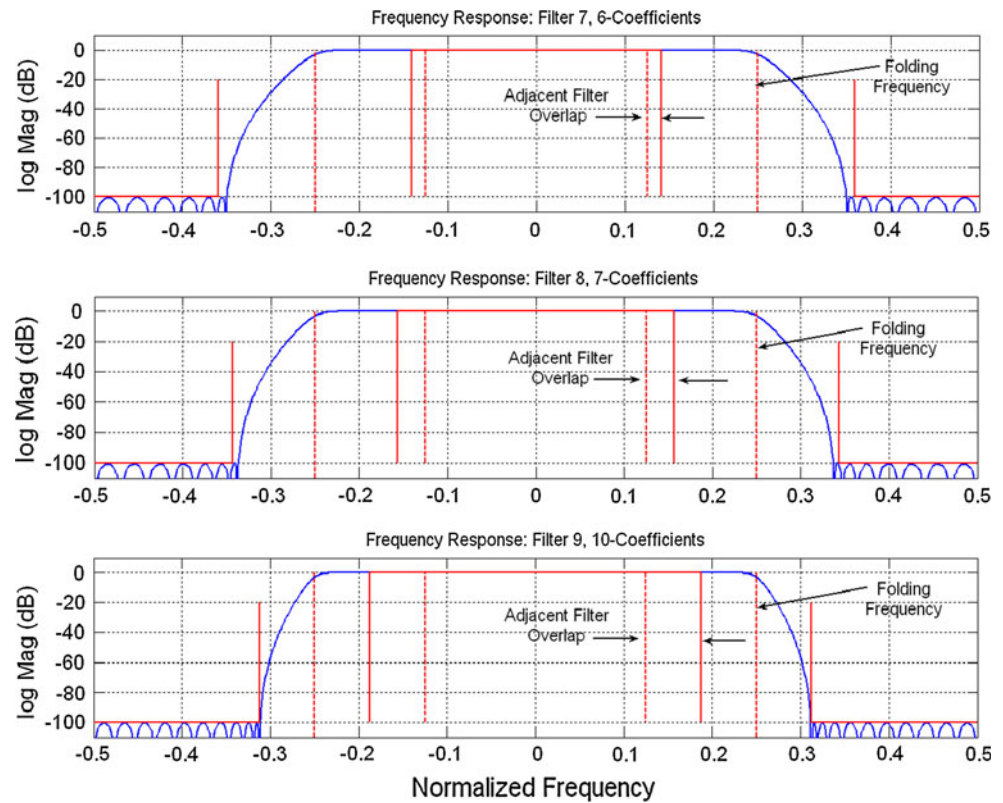 Frequency Response: Filter 7, 6-Coefficients
log Mag (dB)
0
-20
-40
-60
-80
-100
Adjacent Filter
Overlap
Folding
Frequency
-0.5 -0.4 -0.3 -0.2 -0.1 0 0.1 0.2 0.3 0.4 0.5
Frequency Response: Filter 8, 7-Coefficients
log Mag (dB)
0
-20
-40
-60
-80
-100
Adjacent Filter
Overlap
Folding
Frequency
-0.5 -0.4 -0.3 -0.2 -0.1 0 0.1 0.2 0.3 0.4 0.5
Frequency Response: Filter 9, 10-Coefficients
log Mag (dB)
0
-20
-40
-60
-80
-100
Adjacent Filter
Overlap
Folding
Frequency
-0.5 -0.4 -0.3 -0.2 -0.1 0 0.1 0.2 0.3 0.4 0.5
Normalized Frequency